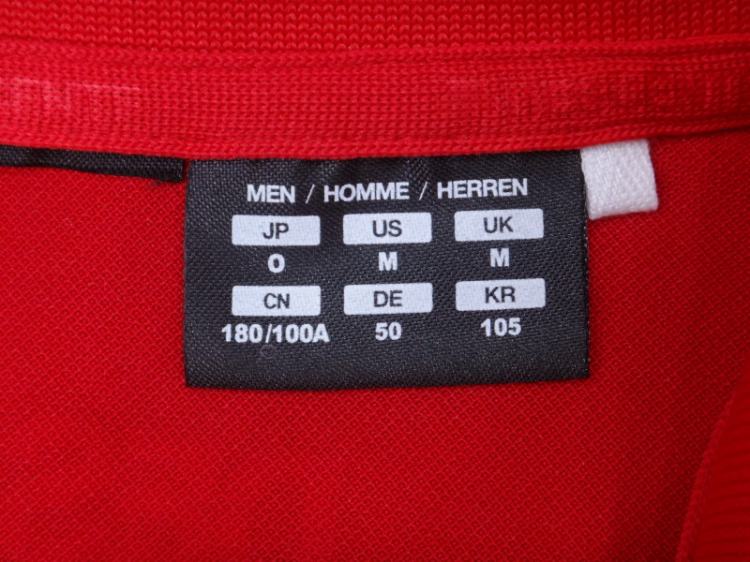 MEN / HOMME / HERREN
JP US UK
O M M
CN DE KR
180/100A 50 105